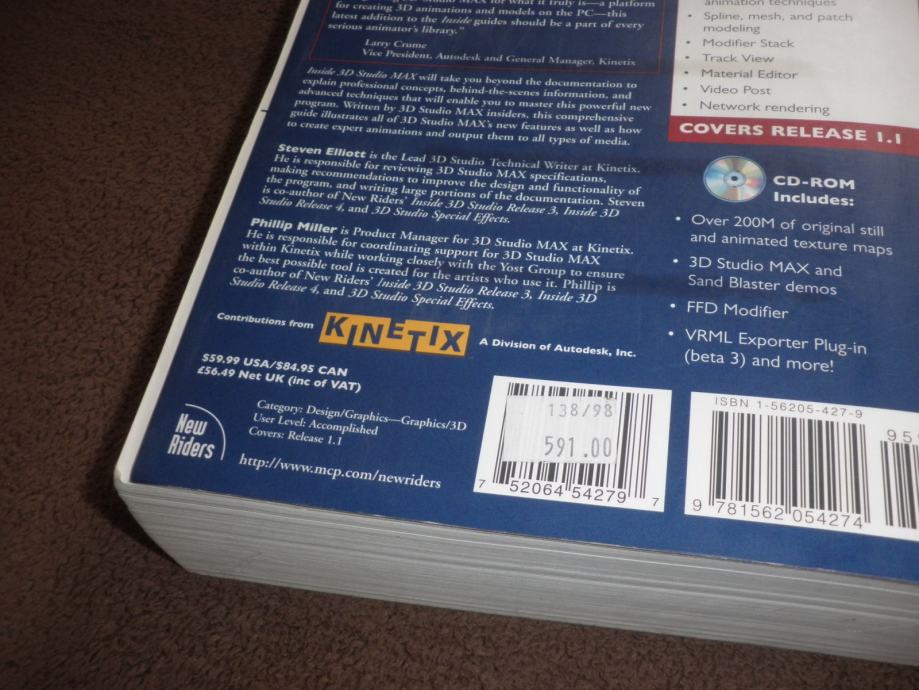 3D Studio MAX for what it truly is—a platform
for creating 3D animations and models on the PC—this
latest addition to the Inside guides should be a part of every
serious animator's library."
Larry Crume
Vice President, Autodesk and General Manager, Kinetix
Inside 3D Studio MAX will take you beyond the documentation to
explain professional concepts, behind-the-scenes information, and
advanced techniques that will enable you to master this powerful new
program. Written by 3D Studio MAX insiders, this comprehensive
guide illustrates all of 3D Studio MAX's new features as well as how
to create expert animations and output them to all types of media.
Steven Elliott is the Lead 3D Studio Technical Writer at Kinetix.
He is responsible for reviewing 3D Studio MAX specifications,
making recommendations to improve the design and functionality of
the program, and writing large portions of the documentation. Steven
is co-author of New Riders' Inside 3D Studio Release 3, Inside 3D
Studio Release 4, and 3D Studio Special Effects.
Phillip Miller is Product Manager for 3D Studio MAX at Kinetix.
He is responsible for coordinating support for 3D Studio MAX
within Kinetix while working closely with the Yost Group to ensure
the best possible tool is created for the artists who use it. Phillip is
co-author of New Riders' Inside 3D Studio Release 3, Inside 3D
Studio Release 4, and 3D Studio Special Effects.
Contributions from KINETIX A Division of Autodesk, Inc.
$59.99 USA/$84.95 CAN
£56.49 Net UK (inc of VAT)
Category: Design/Graphics—Graphics/3D
User Level: Accomplished
Covers: Release 1.1
New
Riders
http://www.mcp.com/newriders
animation techniques
• Spline, mesh, and patch
modeling
• Modifier Stack
• Track View
• Material Editor
• Video Post
• Network rendering
COVERS RELEASE 1.1
CD-ROM
Includes:
• Over 200M of original still
and animated texture maps
• 3D Studio MAX and
Sand Blaster demos
• FFD Modifier
• VRML Exporter Plug-in
(beta 3) and more!
138/98
591.00
7 52064 54279 7
ISBN 1-56205-427-9
9 781562 054274